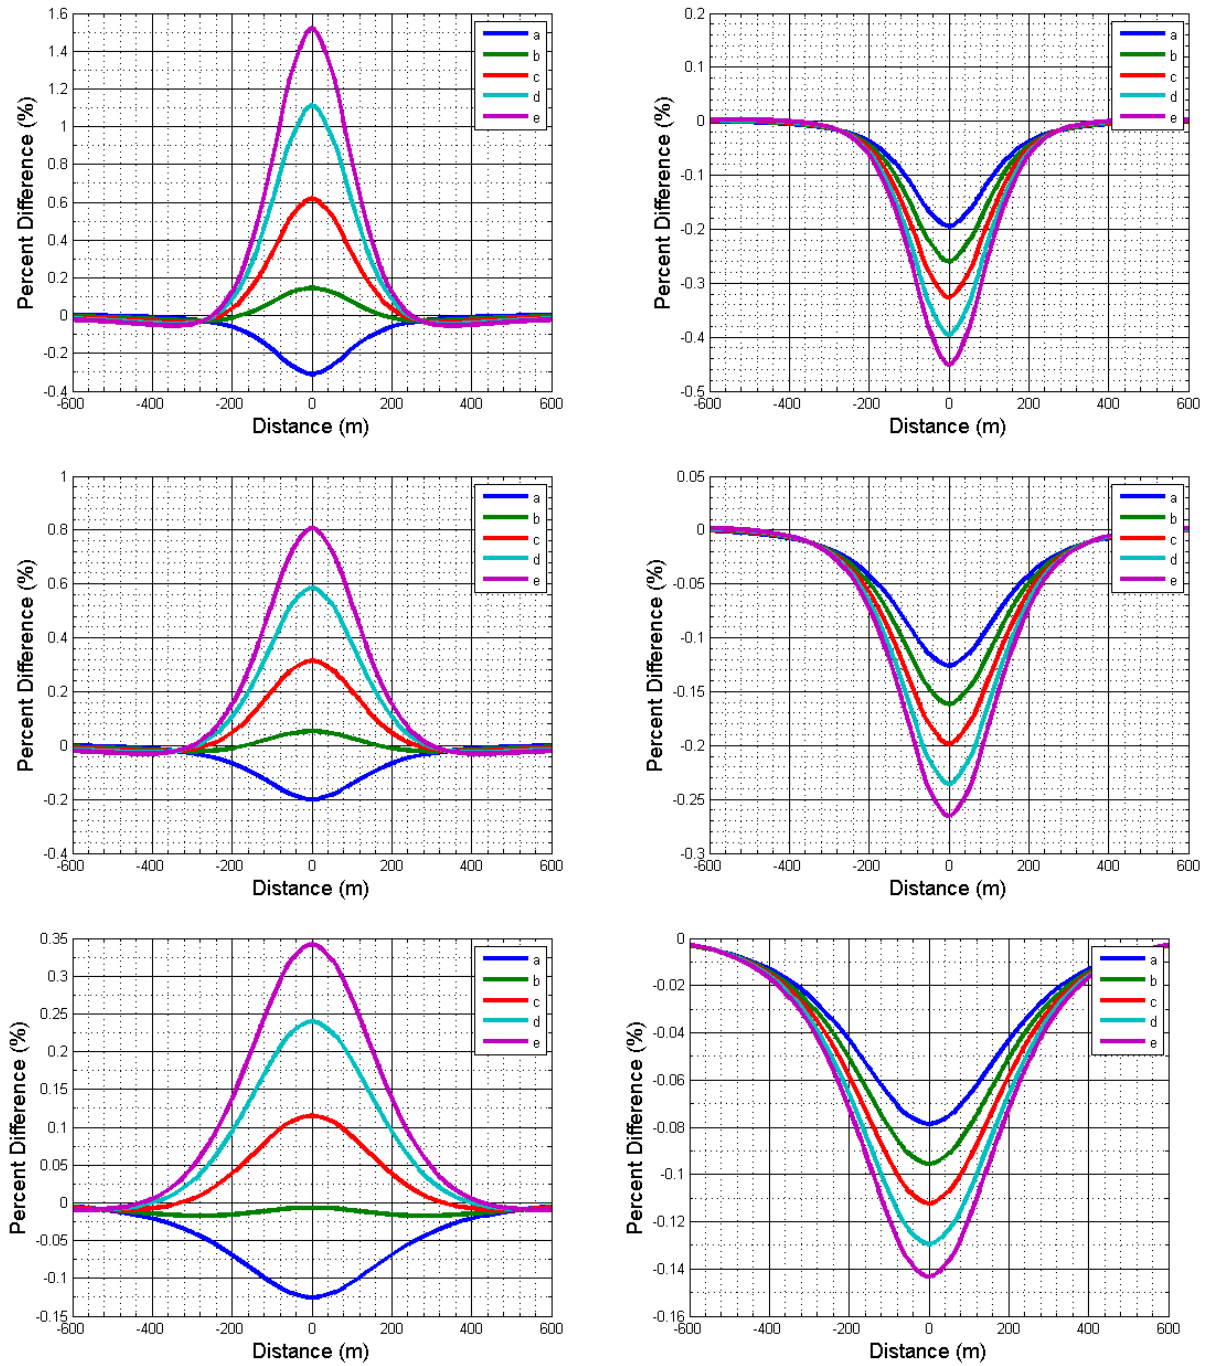 Percent Difference (%)
1.6
1.4
1.2
1
0.8
0.6
0.4
0.2
0
-0.2
-0.4
-600
-400
-200
0
200
400
600
Distance (m)
a
b
c
d
e
Percent Difference (%)
0.2
0.1
0
-0.1
-0.2
-0.3
-0.4
-0.5
-600
-400
-200
0
200
400
600
Distance (m)
a
b
c
d
e
Percent Difference (%)
1
0.8
0.6
0.4
0.2
0
-0.2
-0.4
-600
-400
-200
0
200
400
600
Distance (m)
a
b
c
d
e
Percent Difference (%)
0.05
0
-0.05
-0.1
-0.15
-0.2
-0.25
-0.3
-600
-400
-200
0
200
400
600
Distance (m)
a
b
c
d
e
Percent Difference (%)
0.35
0.3
0.25
0.2
0.15
0.1
0.05
0
-0.05
-0.1
-0.15
-600
-400
-200
0
200
400
600
Distance (m)
a
b
c
d
e
Percent Difference (%)
0
-0.02
-0.04
-0.06
-0.08
-0.1
-0.12
-0.14
-0.16
-600
-400
-200
0
200
400
600
Distance (m)
a
b
c
d
e